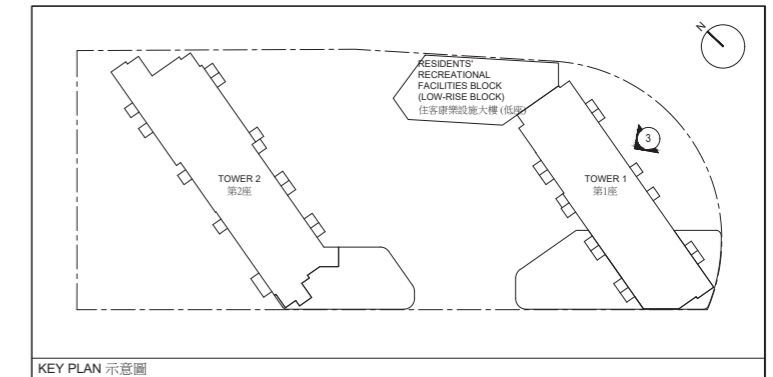 N
RESIDENTS'
RECREATIONAL
FACILITIES BLOCK
(LOW-RISE BLOCK)
住客康樂設施大樓 (低座)
3
TOWER 2
第2座
TOWER 1
第1座
KEY PLAN 示意圖